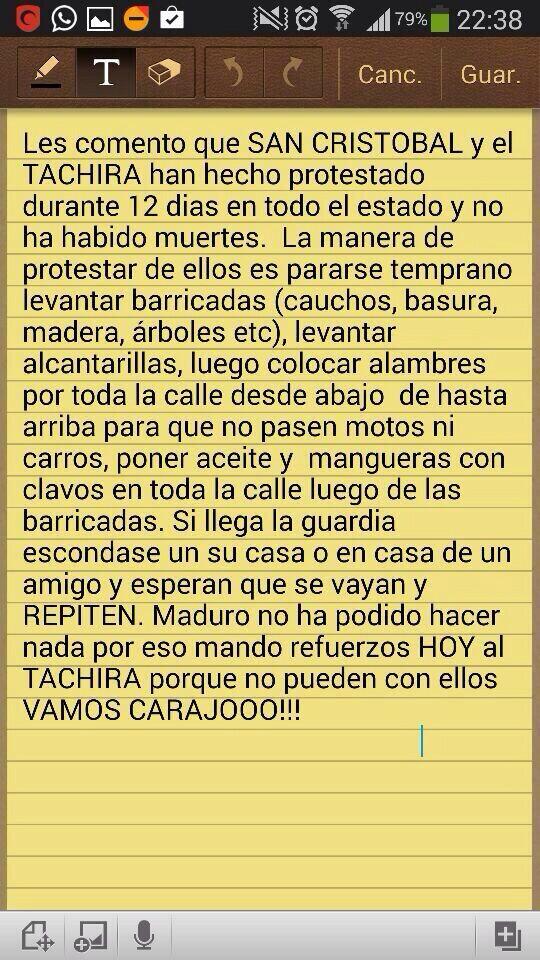 79% 22:38
T Canc. Guar.
Les comento que SAN CRISTOBAL y el
TACHIRA han hecho protestado
durante 12 dias en todo el estado y no
ha habido muertes.  La manera de
protestar de ellos es pararse temprano
levantar barricadas (cauchos, basura,
madera, árboles etc), levantar
alcantarillas, luego colocar alambres
por toda la calle desde abajo  de hasta
arriba para que no pasen motos ni
carros, poner aceite y  mangueras con
clavos en toda la calle luego de las
barricadas. Si llega la guardia
escondase un su casa o en casa de un
amigo y esperan que se vayan y
REPITEN. Maduro no ha podido hacer
nada por eso mando refuerzos HOY al
TACHIRA porque no pueden con ellos
VAMOS CARAJOOO!!!